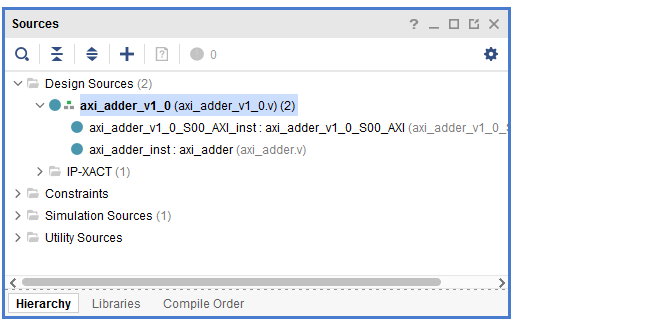 Sources
? 
? 0
Design Sources (2)
axi_adder_v1_0 (axi_adder_v1_0.v) (2)
axi_adder_v1_0_S00_AXI_inst : axi_adder_v1_0_S00_AXI (axi_adder_v1_0_S
axi_adder_inst : axi_adder (axi_adder.v)
IP-XACT (1)
Constraints
Simulation Sources (1)
Utility Sources
Hierarchy Libraries Compile Order